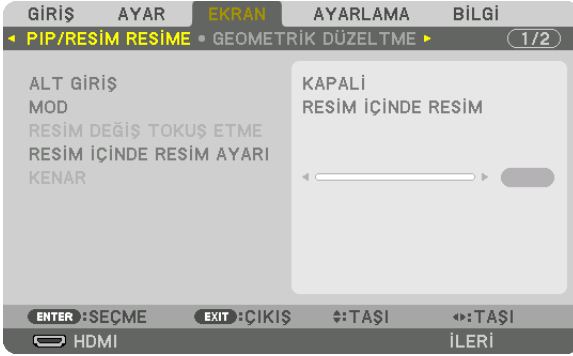 GİRİŞ AYAR EKRAN AYARLAMA BİLGİ
PIP/RESİM RESİME • GEOMETRİK DÜZELTME 1/2
ALT GİRİŞ KAPALI
MOD RESİM İÇİNDE RESİM
RESİM DEĞİŞ TOKUŞ ETME
RESİM İÇİNDE RESİM AYARI
KENAR
ENTER :SEÇME EXIT :ÇIKIŞ :TAŞI :TAŞI
HDMI İLERİ